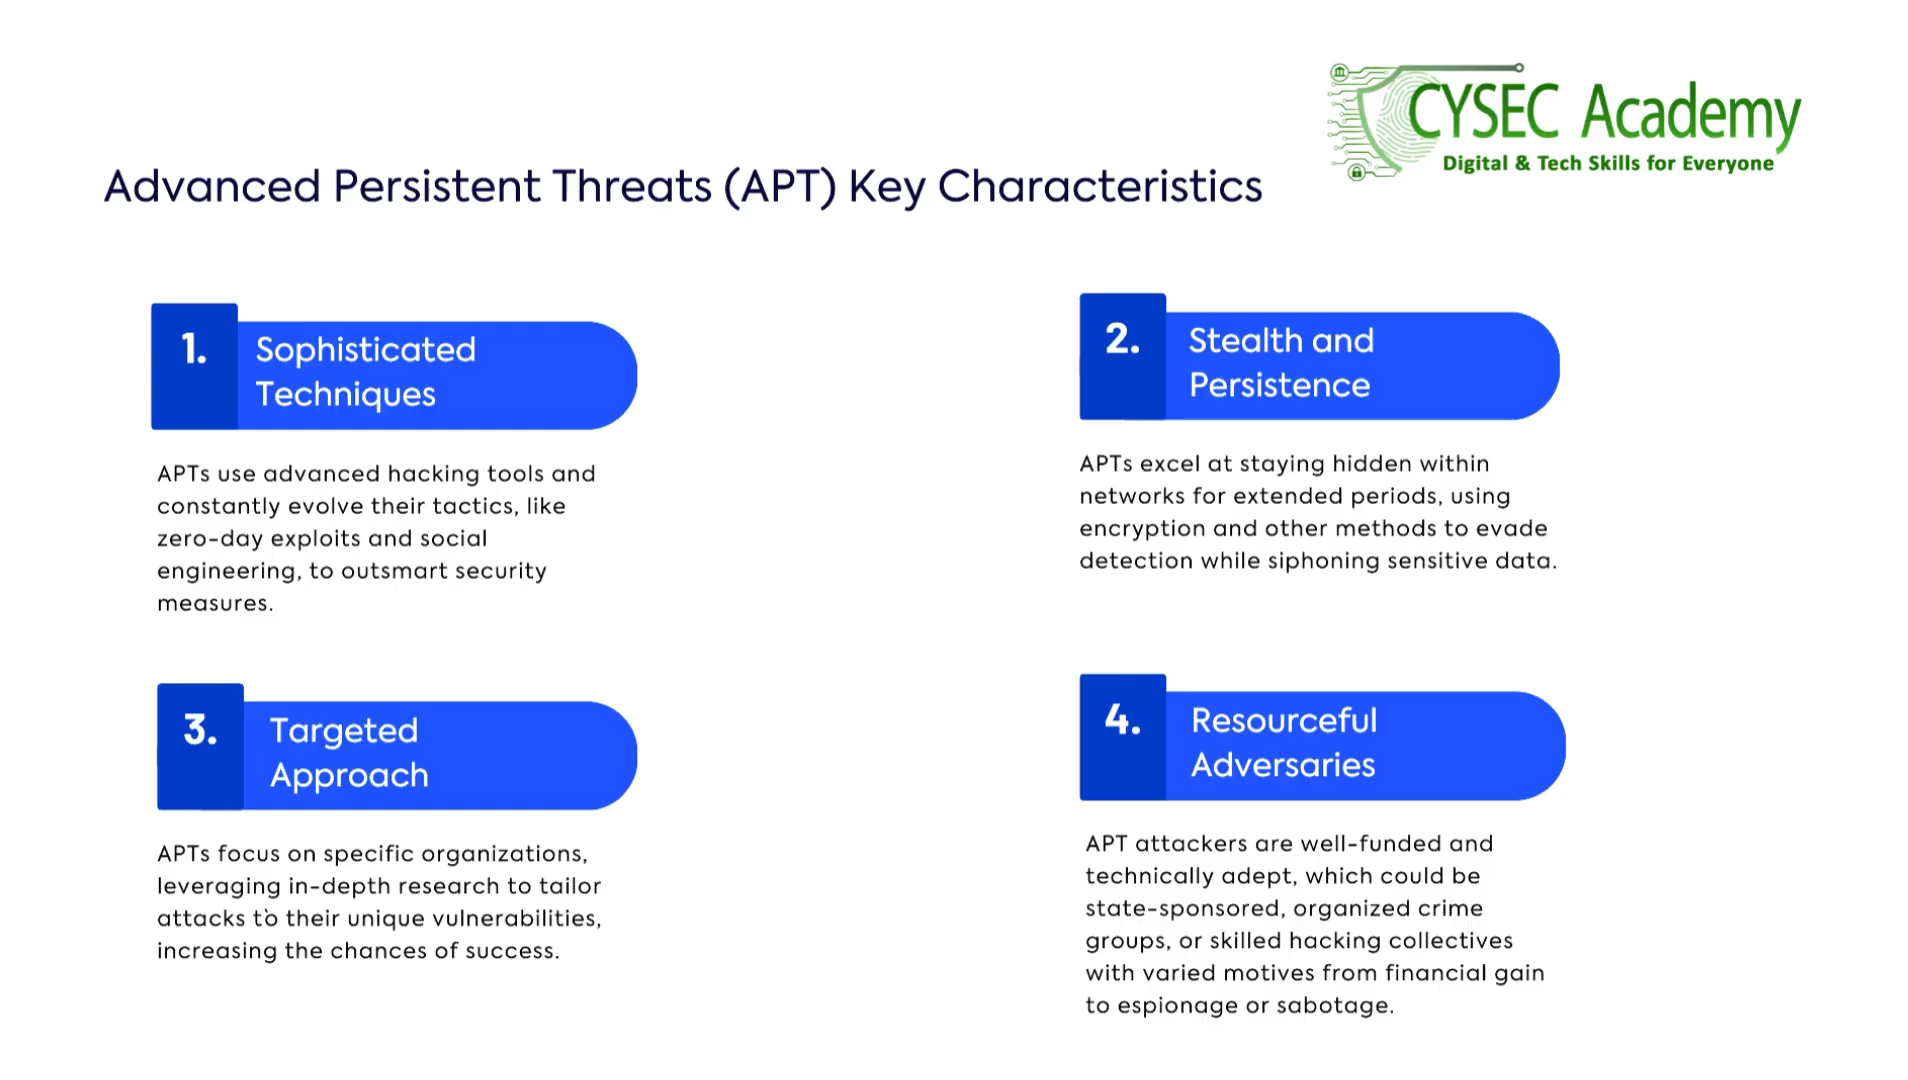 CYSEC Academy
Digital & Tech Skills for Everyone
Advanced Persistent Threats (APT) Key Characteristics
1.
Sophisticated
Techniques
APTs use advanced hacking tools and
constantly evolve their tactics, like
zero-day exploits and social
engineering, to outsmart security
measures.
2.
Stealth and
Persistence
APTs excel at staying hidden within
networks for extended periods, using
encryption and other methods to evade
detection while siphoning sensitive data.
3.
Targeted
Approach
APTs focus on specific organizations,
leveraging in-depth research to tailor
attacks to their unique vulnerabilities,
increasing the chances of success.
4.
Resourceful
Adversaries
APT attackers are well-funded and
technically adept, which could be
state-sponsored, organized crime
groups, or skilled hacking collectives
with varied motives from financial gain
to espionage or sabotage.